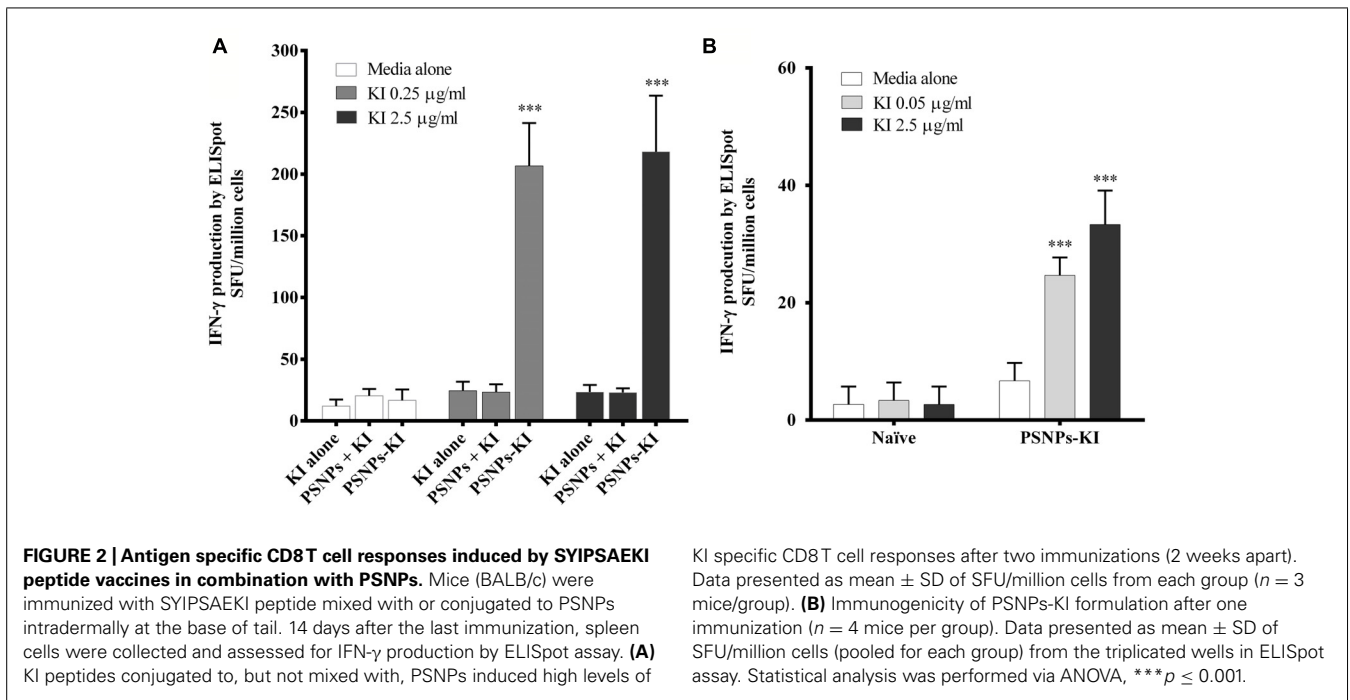 A
300
250
200
150
100
50
0
IFN-γ production by ELISpot
SFU/million cells
Media alone
KI 0.25 μg/ml
KI 2.5 μg/ml
***
***
KI alone
PSNPs + KI
PSNPs-KI
KI alone
PSNPs + KI
PSNPs-KI
KI alone
PSNPs + KI
PSNPs-KI
B
60
40
20
0
IFN-γ prodcution by ELISpot
SFU/million cells
Media alone
KI 0.05 μg/ml
KI 2.5 μg/ml
***
***
Naïve
PSNPs-KI
FIGURE 2 | Antigen specific CD8 T cell responses induced by SYIPSAEKI
peptide vaccines in combination with PSNPs. Mice (BALB/c) were
immunized with SYIPSAEKI peptide mixed with or conjugated to PSNPs
intradermally at the base of tail. 14 days after the last immunization, spleen
cells were collected and assessed for IFN-γ production by ELISpot assay. (A)
KI peptides conjugated to, but not mixed with, PSNPs induced high levels of
KI specific CD8 T cell responses after two immunizations (2 weeks apart).
Data presented as mean ± SD of SFU/million cells from each group (n = 3
mice/group). (B) Immunogenicity of PSNPs-KI formulation after one
immunization (n = 4 mice per group). Data presented as mean ± SD of
SFU/million cells (pooled for each group) from the triplicated wells in ELISpot
assay. Statistical analysis was performed via ANOVA, ***p ≤ 0.001.